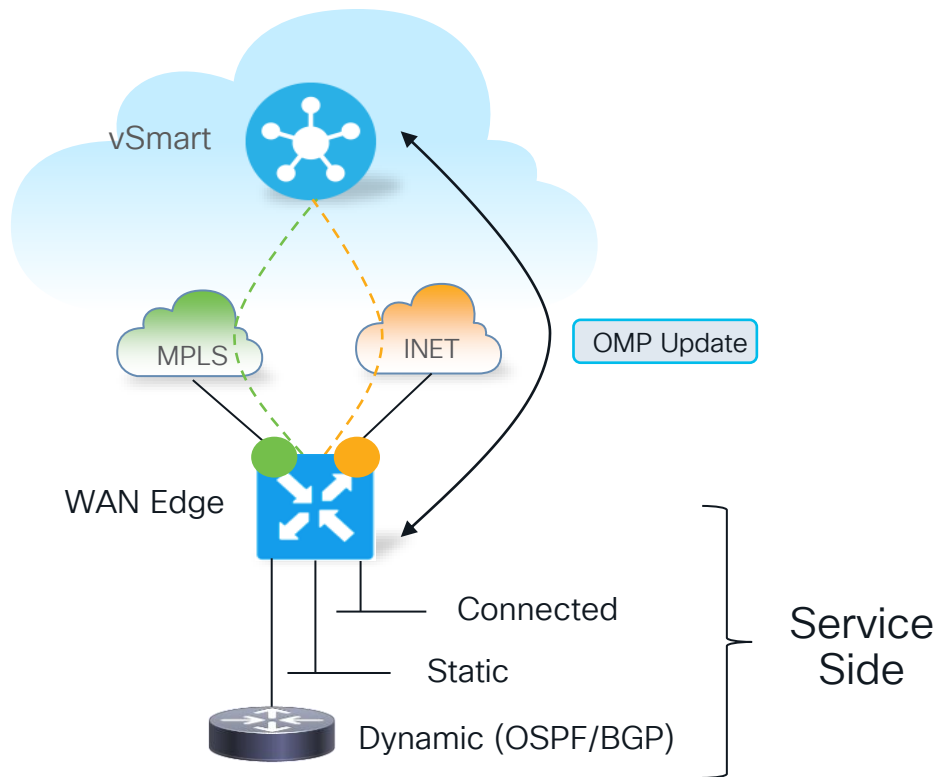 vSmart
MPLS
INET
OMP Update
WAN Edge
Connected
Static
Dynamic (OSPF/BGP)
Service
Side